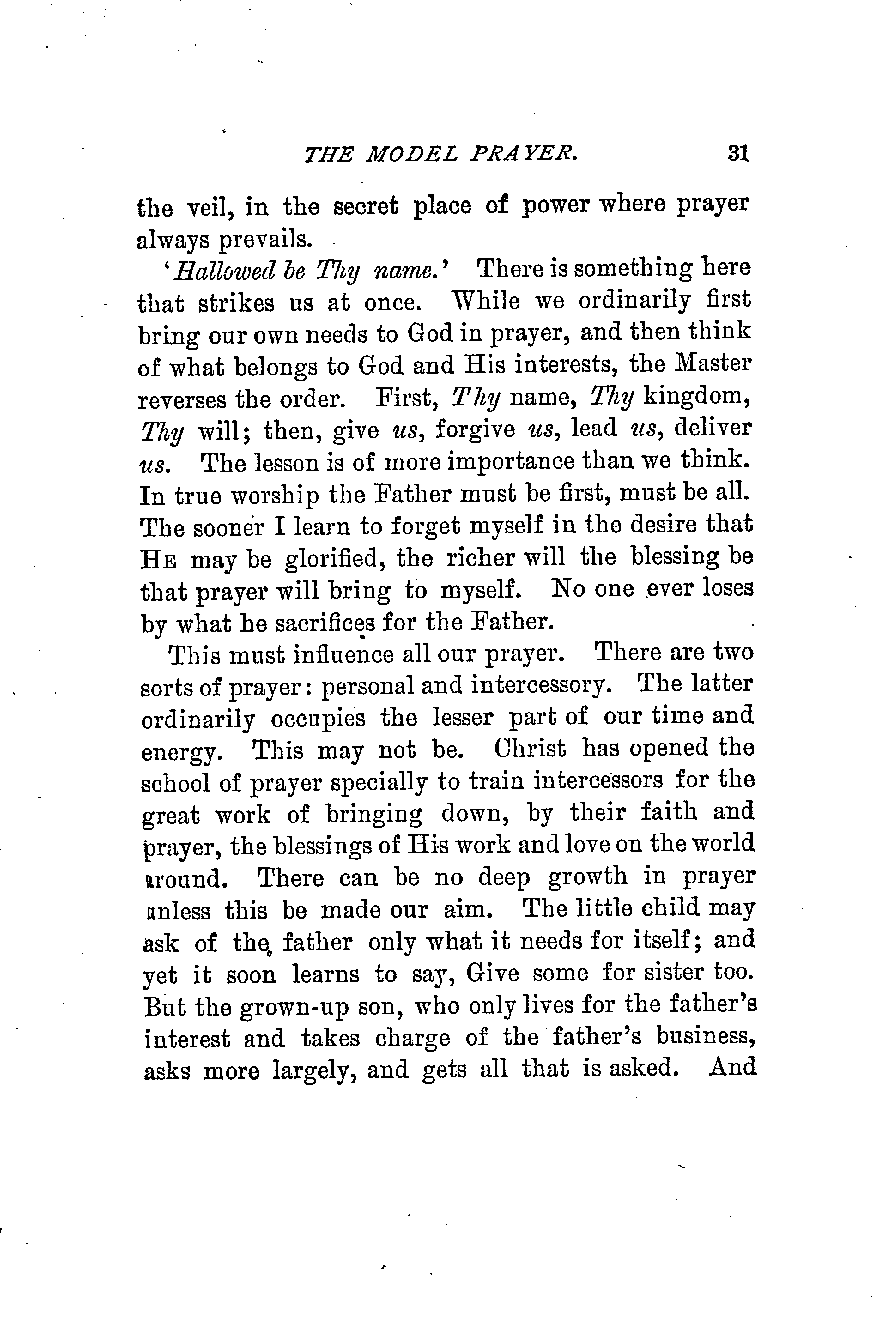 THE MODEL PRAYER. 31
the veil, in the secret place of power where prayer
always prevails.
‘Hallowed be Thy name.’ There is something here
that strikes us at once. While we ordinarily first
bring our own needs to God in prayer, and then think
of what belongs to God and His interests, the Master
reverses the order. First, Thy name, Thy kingdom,
Thy will; then, give us, forgive us, lead us, deliver
us. The lesson is of more importance than we think.
In true worship the Father must be first, must be all.
The sooner I learn to forget myself in the desire that
HE may be glorified, the richer will the blessing be
that prayer will bring to myself. No one ever loses
by what he sacrifices for the Father.
This must influence all our prayer. There are two
sorts of prayer: personal and intercessory. The latter
ordinarily occupies the lesser part of our time and
energy. This may not be. Christ has opened the
school of prayer specially to train intercessors for the
great work of bringing down, by their faith and
prayer, the blessings of His work and love on the world
around. There can be no deep growth in prayer
unless this be made our aim. The little child may
ask of the father only what it needs for itself; and
yet it soon learns to say, Give some for sister too.
But the grown-up son, who only lives for the father’s
interest and takes charge of the father’s business,
asks more largely, and gets all that is asked. And